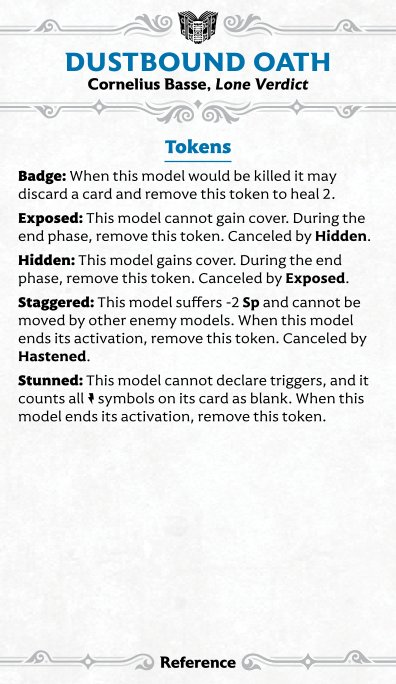 DUSTBOUND OATH
Cornelius Basse, Lone Verdict
Tokens
Badge: When this model would be killed it may
discard a card and remove this token to heal 2.
Exposed: This model cannot gain cover. During the
end phase, remove this token. Canceled by Hidden.
Hidden: This model gains cover. During the end
phase, remove this token. Canceled by Exposed.
Staggered: This model suffers -2 Sp and cannot be
moved by other enemy models. When this model
ends its activation, remove this token. Canceled by
Hastened.
Stunned: This model cannot declare triggers, and it
counts all symbols on its card as blank. When this
model ends its activation, remove this token.
Reference